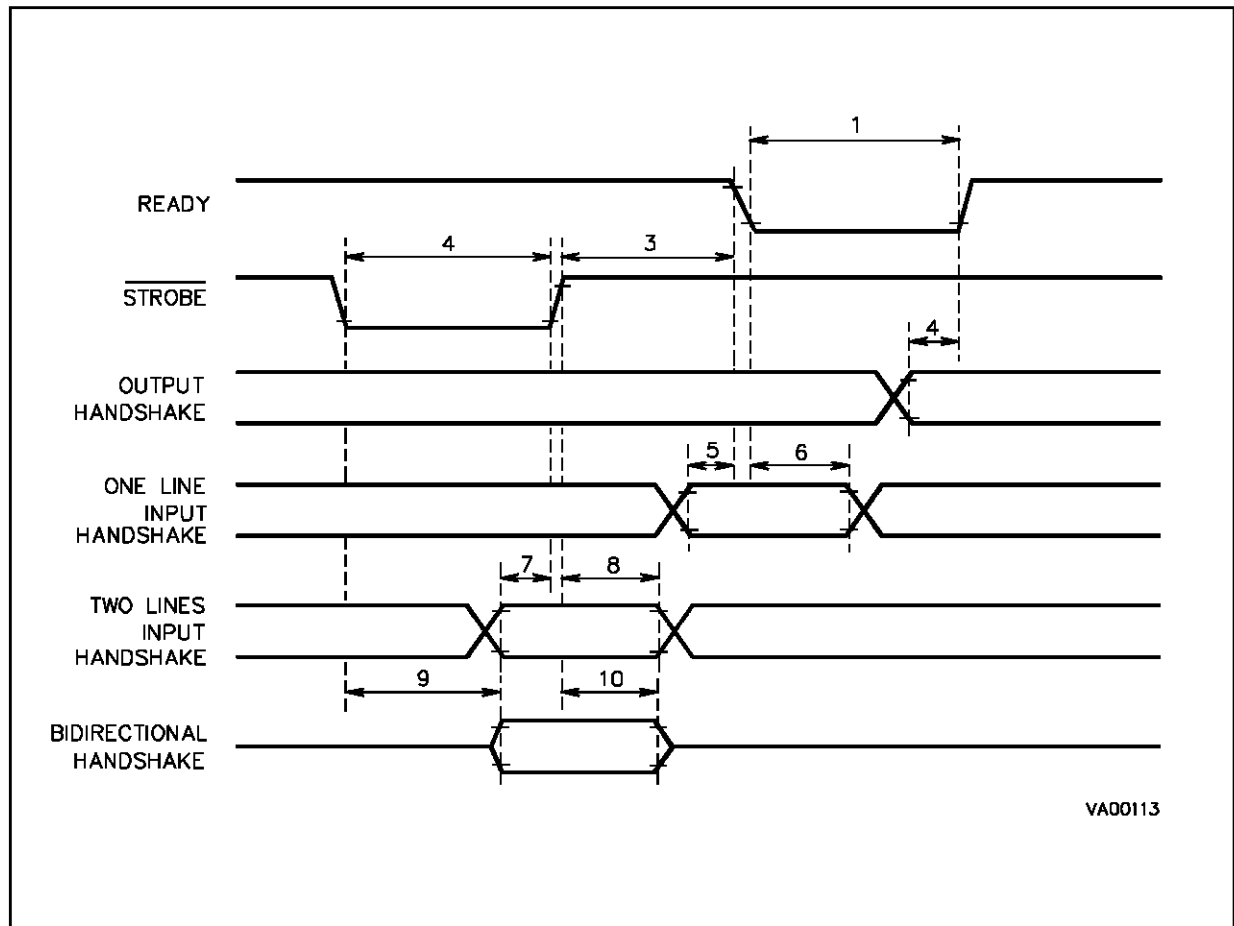 1
READY
4
3
STROBE
4
OUTPUT
HANDSHAKE
5
6
ONE LINE
INPUT
HANDSHAKE
7
8
TWO LINES
INPUT
HANDSHAKE
9
10
BIDIRECTIONAL
HANDSHAKE
VA00113